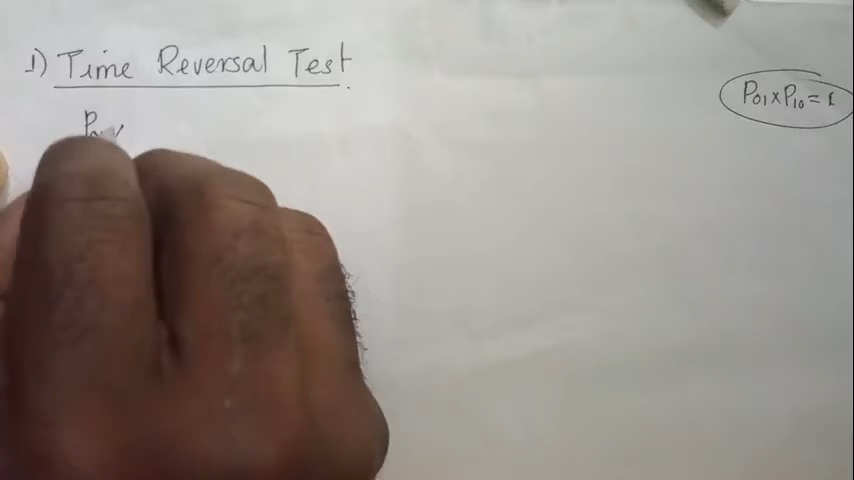 1) Time Reversal Test.
P₀₁ × P₁₀ = 1
P